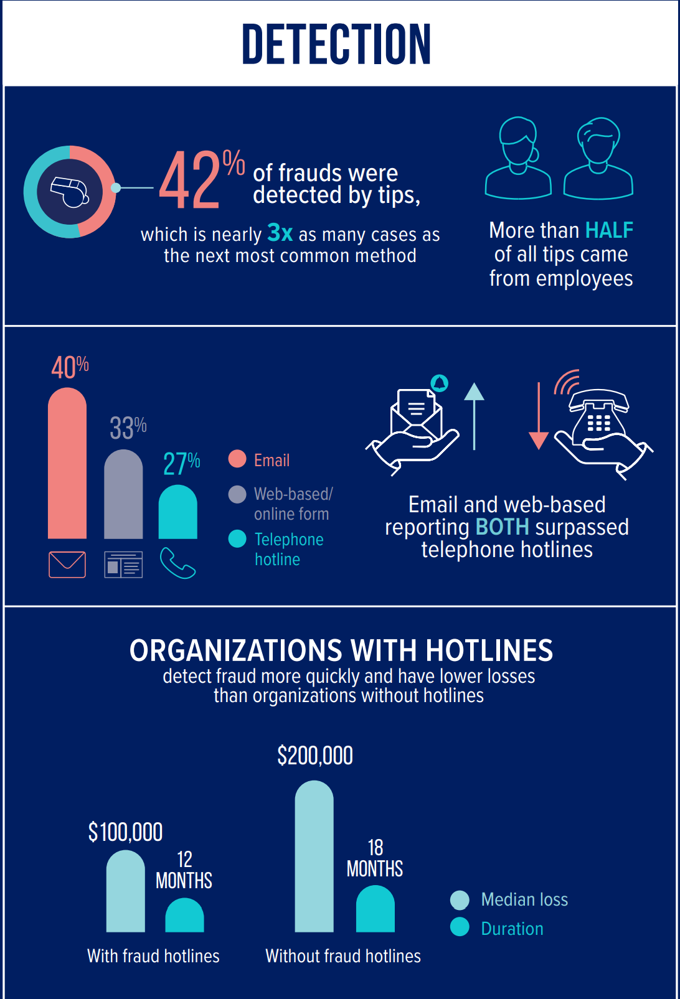 DETECTION
42% of frauds were
detected by tips,
which is nearly 3x as many cases as
the next most common method
More than HALF
of all tips came
from employees
40%
33%
27%
Email
Web-based/
online form
Telephone
hotline
Email and web-based
reporting BOTH surpassed
telephone hotlines
ORGANIZATIONS WITH HOTLINES
detect fraud more quickly and have lower losses
than organizations without hotlines
$100,000
12
MONTHS
With fraud hotlines
$200,000
18
MONTHS
Without fraud hotlines
Median loss
Duration